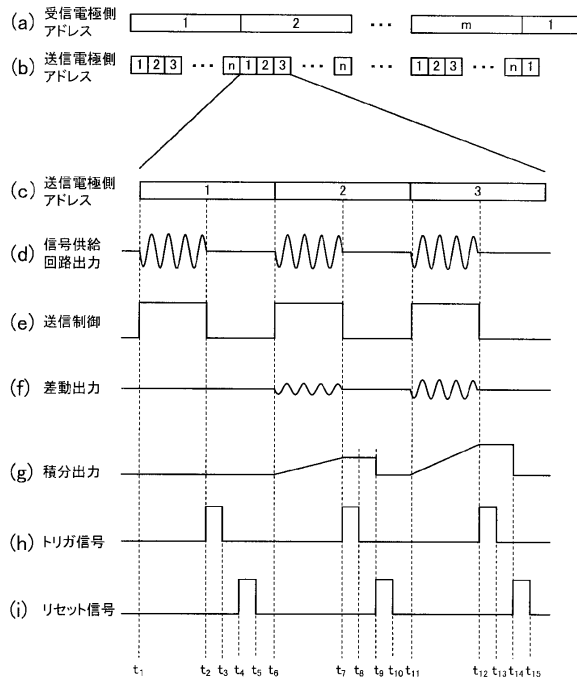 (a) 受信電極側
アドレス
1 2 ・・・ m 1
(b) 送信電極側
アドレス
1 2 3 ・・・ n 1 2 3 ・・・ n ・・・ 1 2 3 ・・・ n 1
(c) 送信電極側
アドレス
1 2 3
(d) 信号供給
回路出力
(e) 送信制御
(f) 差動出力
(g) 積分出力
(h) トリガ信号
(i) リセット信号
t1 t2 t3 t4 t5 t6 t7 t8 t9 t10 t11 t12 t13 t14 t15